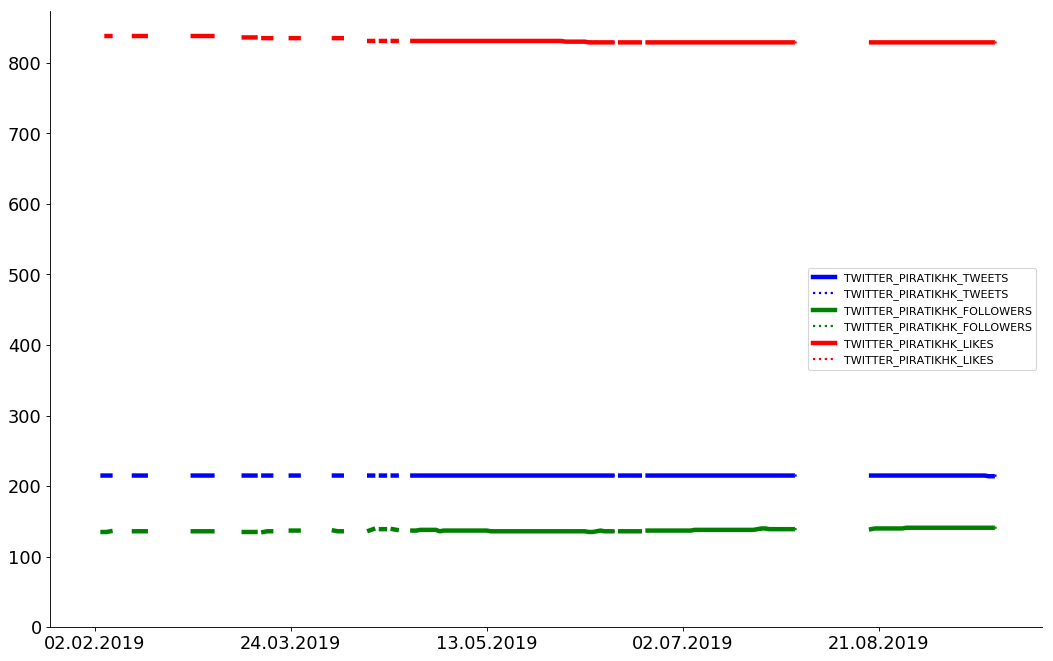 800
700
600
500
400
300
200
100
0
TWITTER_PIRATIKHK_TWEETS
TWITTER_PIRATIKHK_TWEETS
TWITTER_PIRATIKHK_FOLLOWERS
TWITTER_PIRATIKHK_FOLLOWERS
TWITTER_PIRATIKHK_LIKES
TWITTER_PIRATIKHK_LIKES
02.02.2019 24.03.2019 13.05.2019 02.07.2019 21.08.2019